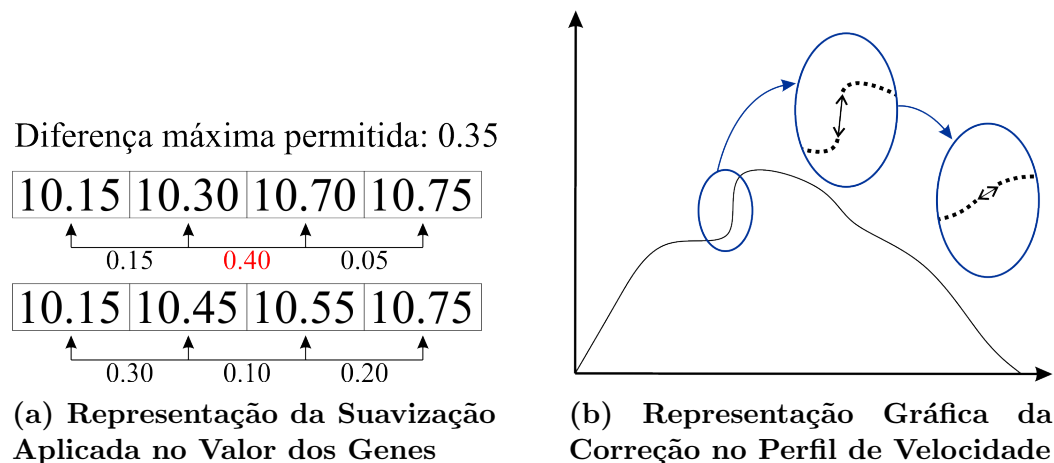 Diferença máxima permitida: 0.35
10.15 10.30 10.70 10.75
0.15 0.40 0.05
10.15 10.45 10.55 10.75
0.30 0.10 0.20
(a) Representação da Suavização
Aplicada no Valor dos Genes
(b) Representação Gráfica da
Correção no Perfil de Velocidade